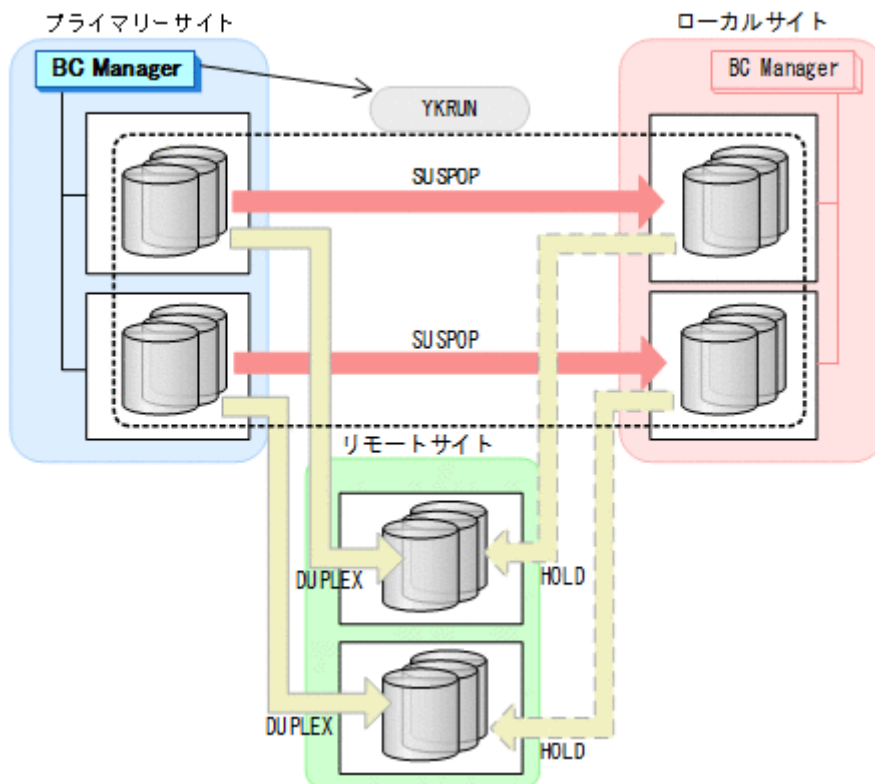 プライマリーサイト
ローカルサイト
BC Manager
BC Manager
YKRUN
SUSPOP
SUSPOP
リモートサイト
DUPLEX
HOLD
DUPLEX
HOLD